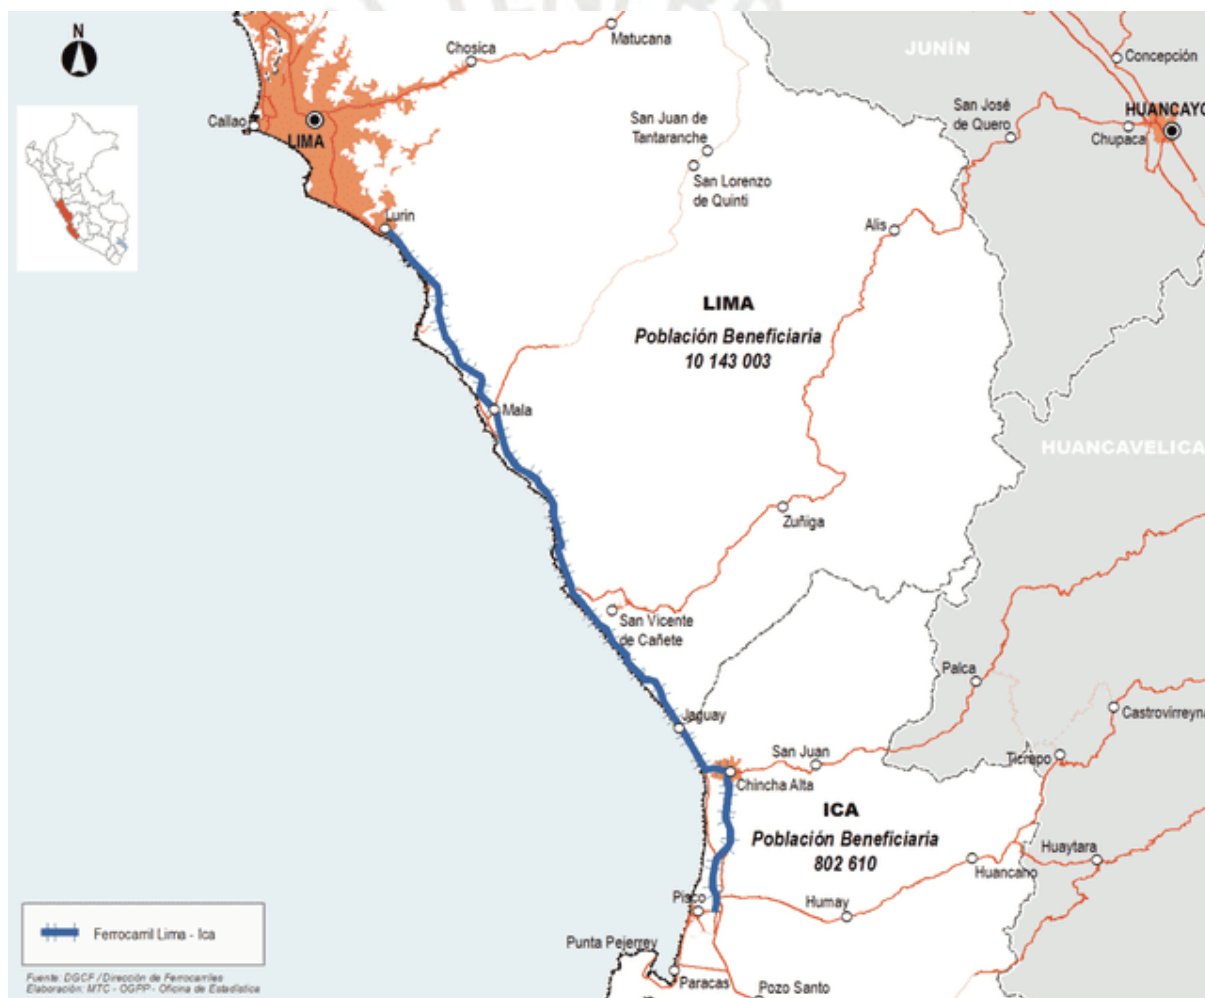 N
JUNÍN
Matucana
Chosica
Concepción
Callao
LIMA
San Juan de
Tantaranche
San José
de Quero
HUANCAYO
Chupaca
San Lorenzo
de Quinti
Lurin
Alis
LIMA
Población Beneficiaria
10 143 003
Mala
HUANCAVELICA
Zuñiga
San Vicente
de Cañete
Palca
Jaguay
Castrovirreyna
San Juan
Ticrapo
Chincha Alta
ICA
Población Beneficiaria
802 610
Huaytara
Huancano
Pisco
Humay
Ferrocarril Lima - Ica
Punta Pejerrey
Paracas
Pozo Santo
Fuente: DGCF / Dirección de Ferrocarriles
Elaboración: MTC - OGPP - Oficina de Estadística